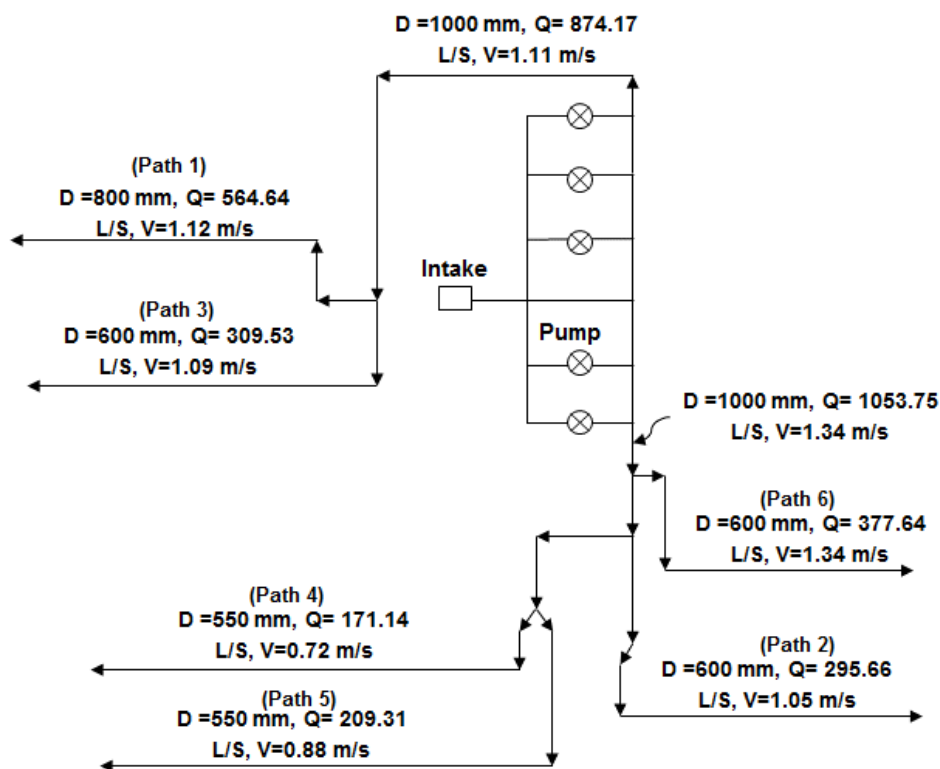 D =1000 mm, Q= 874.17
L/S, V=1.11 m/s
(Path 1)
D =800 mm, Q= 564.64
L/S, V=1.12 m/s
Intake
(Path 3)
D =600 mm, Q= 309.53
L/S, V=1.09 m/s
Pump
D =1000 mm, Q= 1053.75
L/S, V=1.34 m/s
(Path 6)
D =600 mm, Q= 377.64
L/S, V=1.34 m/s
(Path 4)
D =550 mm, Q= 171.14
L/S, V=0.72 m/s
(Path 2)
D =600 mm, Q= 295.66
L/S, V=1.05 m/s
(Path 5)
D =550 mm, Q= 209.31
L/S, V=0.88 m/s